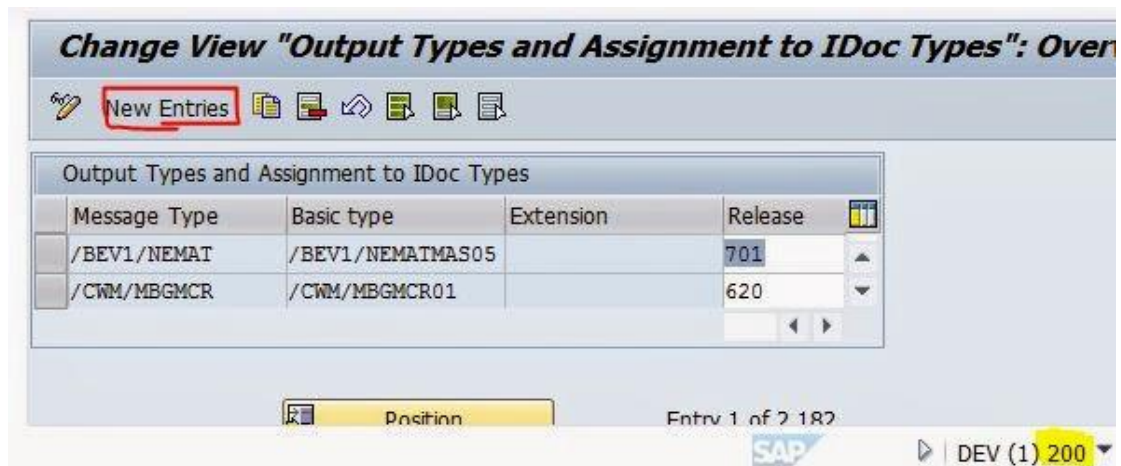 Change View "Output Types and Assignment to IDoc Types": Over
New Entries
Output Types and Assignment to IDoc Types
Message Type Basic type Extension Release
/BEV1/NEMAT /BEV1/NEMATMAS05 701
/CWM/MBGMCR /CWM/MBGMCR01 620
Position Entry 1 of 2.182
SAP DEV (1) 200